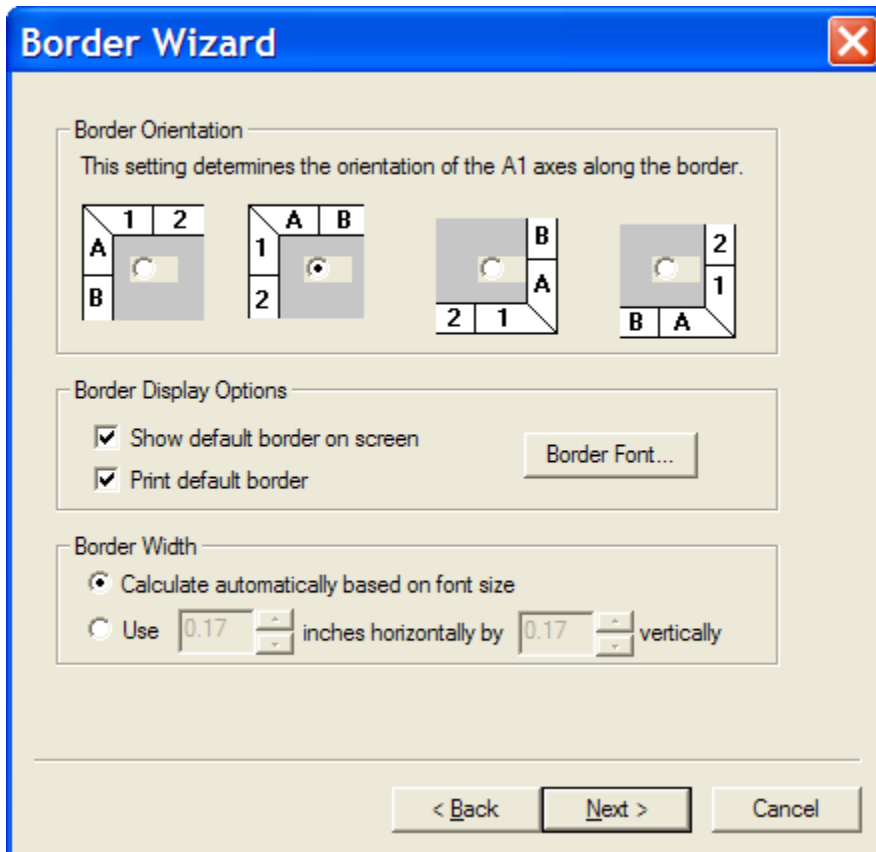 Border Wizard
Border Orientation
This setting determines the orientation of the A1 axes along the border.
1 2
A
B
A B
1
2
B
A
2 1
2
1
B A
Border Display Options
Show default border on screen
Print default border
Border Font...
Border Width
Calculate automatically based on font size
Use 0.17 inches horizontally by 0.17 vertically
< Back Next > Cancel